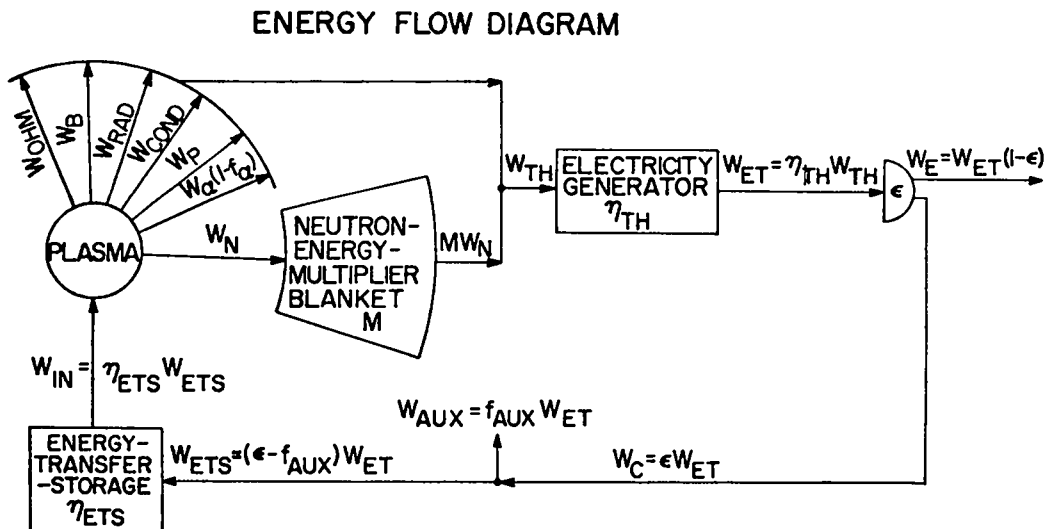 ENERGY FLOW DIAGRAM
W_OHM
W_B
W_RAD
W_COND
W_P
W_α(1-f_α)
PLASMA
W_N
NEUTRON-
ENERGY-
MULTIPLIER
BLANKET
M
MW_N
W_TH
ELECTRICITY
GENERATOR
η_TH
W_ET=η_TH W_TH
ϵ
W_E=W_ET(1-ϵ)
W_IN= η_ETS W_ETS
W_AUX=f_AUX W_ET
ENERGY-
TRANSFER
-STORAGE
η_ETS
W_ETS=(ϵ-f_AUX)W_ET
W_C=ϵW_ET